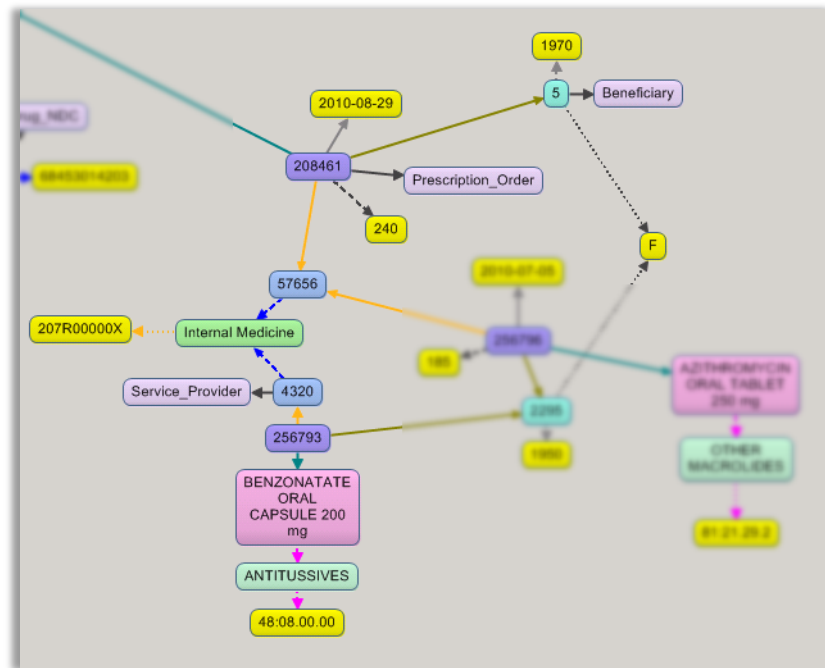 1970
5
Beneficiary
2010-08-29
rug_NDC
208461
Prescription_Order
68453014203
240
F
57656
2010-07-05
207R00000X
Internal Medicine
256796
185
AZITHROMYCIN
ORAL TABLET
250 mg
Service_Provider
4320
2295
256793
1950
OTHER
MACROLIDES
BENZONATATE
ORAL
CAPSULE 200
mg
ANTITUSSIVES
48:08.00.00